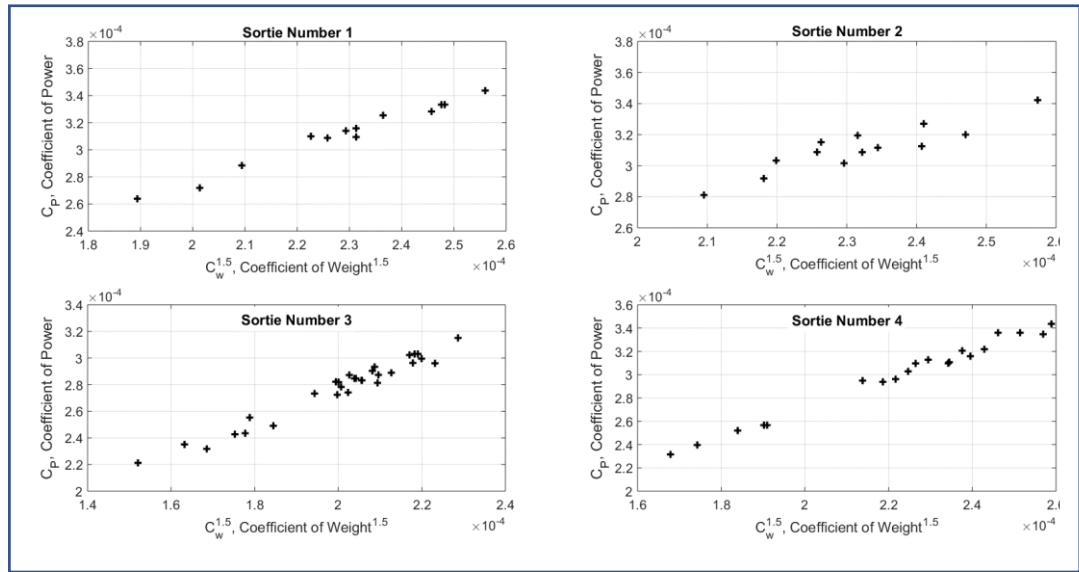 Sortie Number 1
×10^-4
3.8
3.6
3.4
3.2
3
2.8
2.6
2.4
C_P, Coefficient of Power
1.8 1.9 2 2.1 2.2 2.3 2.4 2.5 2.6
C_w^1.5, Coefficient of Weight^1.5
×10^-4
Sortie Number 2
×10^-4
3.8
3.6
3.4
3.2
3
2.8
2.6
C_P, Coefficient of Power
2 2.1 2.2 2.3 2.4 2.5 2.6
C_w^1.5, Coefficient of Weight^1.5
×10^-4
Sortie Number 3
×10^-4
3.4
3.2
3
2.8
2.6
2.4
2.2
2
C_P, Coefficient of Power
1.4 1.6 1.8 2 2.2 2.4
C_w^1.5, Coefficient of Weight^1.5
×10^-4
Sortie Number 4
×10^-4
3.6
3.4
3.2
3
2.8
2.6
2.4
2.2
2
C_P, Coefficient of Power
1.6 1.8 2 2.2 2.4 2.6
C_w^1.5, Coefficient of Weight^1.5
×10^-4